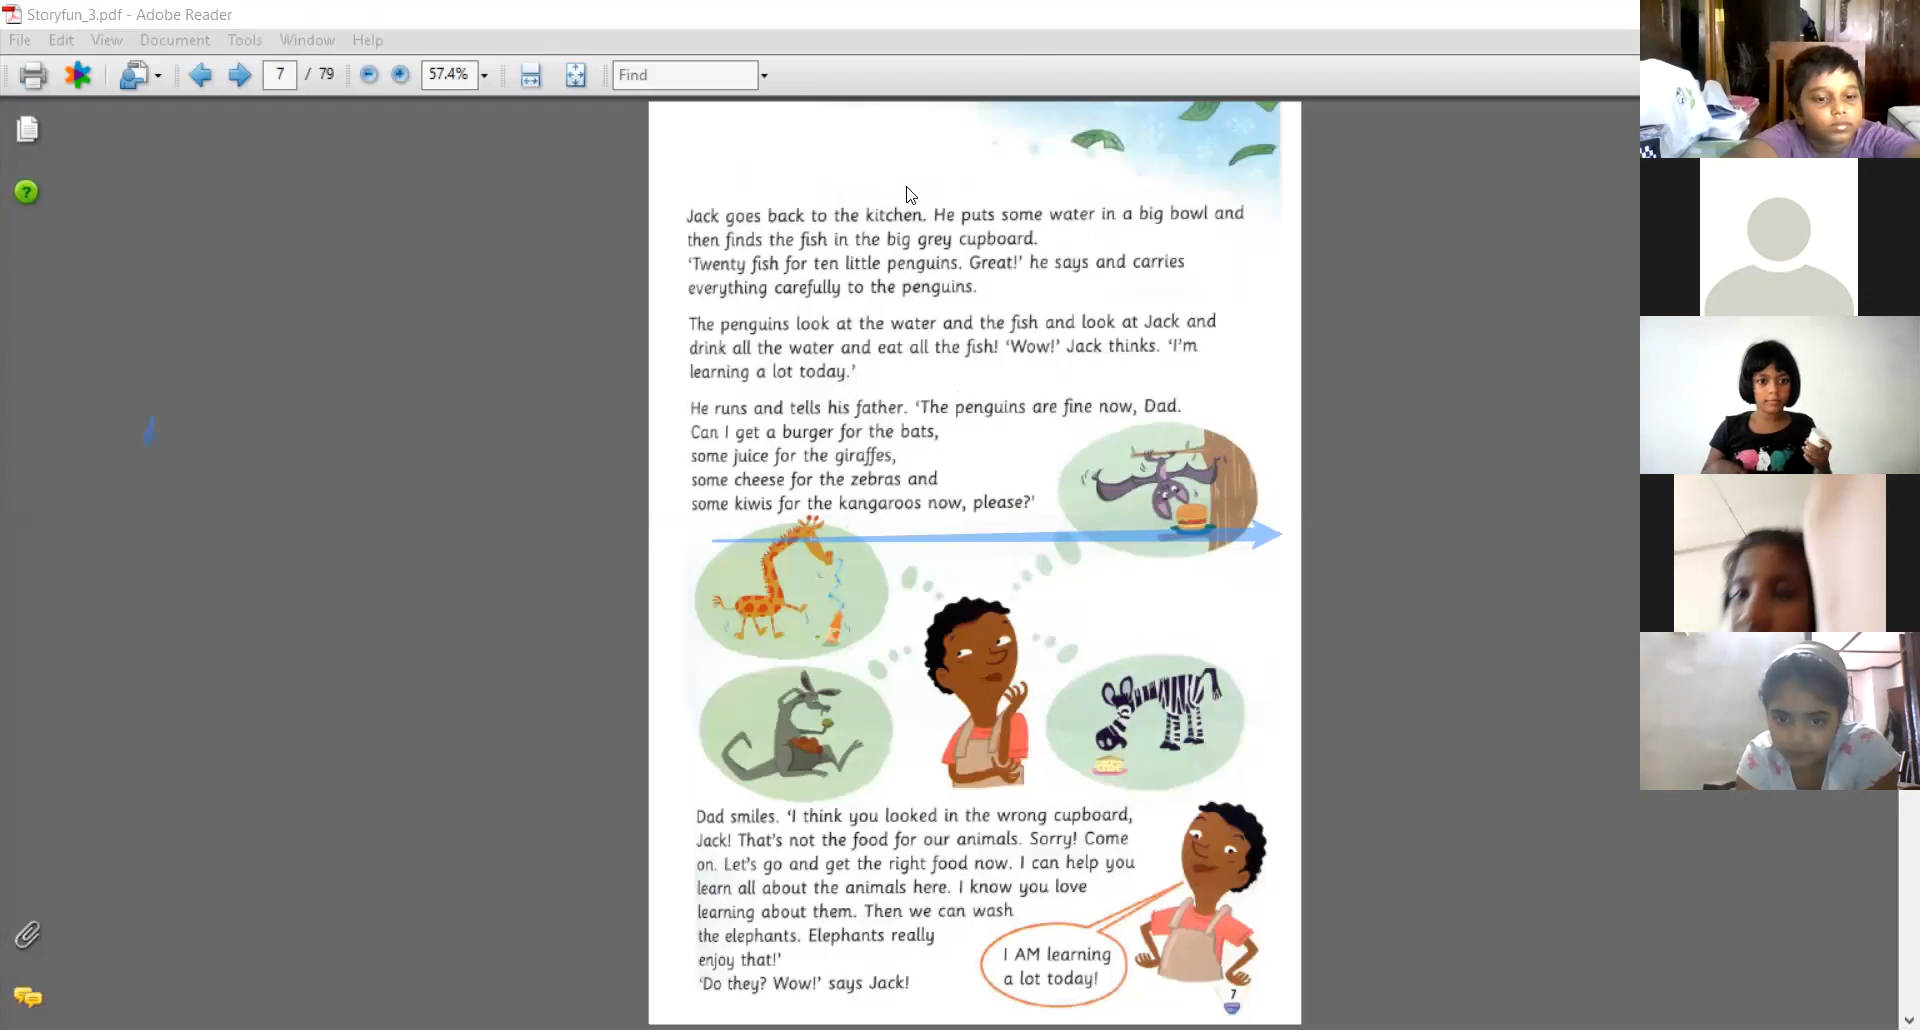 Storyfun_3.pdf - Adobe Reader
File Edit View Document Tools Window Help
7 / 79 57.4% Find
Jack goes back to the kitchen. He puts some water in a big bowl and
then finds the fish in the big grey cupboard.
‘Twenty fish for ten little penguins. Great!’ he says and carries
everything carefully to the penguins.
The penguins look at the water and the fish and look at Jack and
drink all the water and eat all the fish! ‘Wow!’ Jack thinks. ‘I’m
learning a lot today.’
He runs and tells his father. ‘The penguins are fine now, Dad.
Can I get a burger for the bats,
some juice for the giraffes,
some cheese for the zebras and
some kiwis for the kangaroos now, please?’
Dad smiles. ‘I think you looked in the wrong cupboard,
Jack! That’s not the food for our animals. Sorry! Come
on. Let’s go and get the right food now. I can help you
learn all about the animals here. I know you love
learning about them. Then we can wash
the elephants. Elephants really
enjoy that!’
‘Do they? Wow!’ says Jack!
I AM learning
a lot today!
7